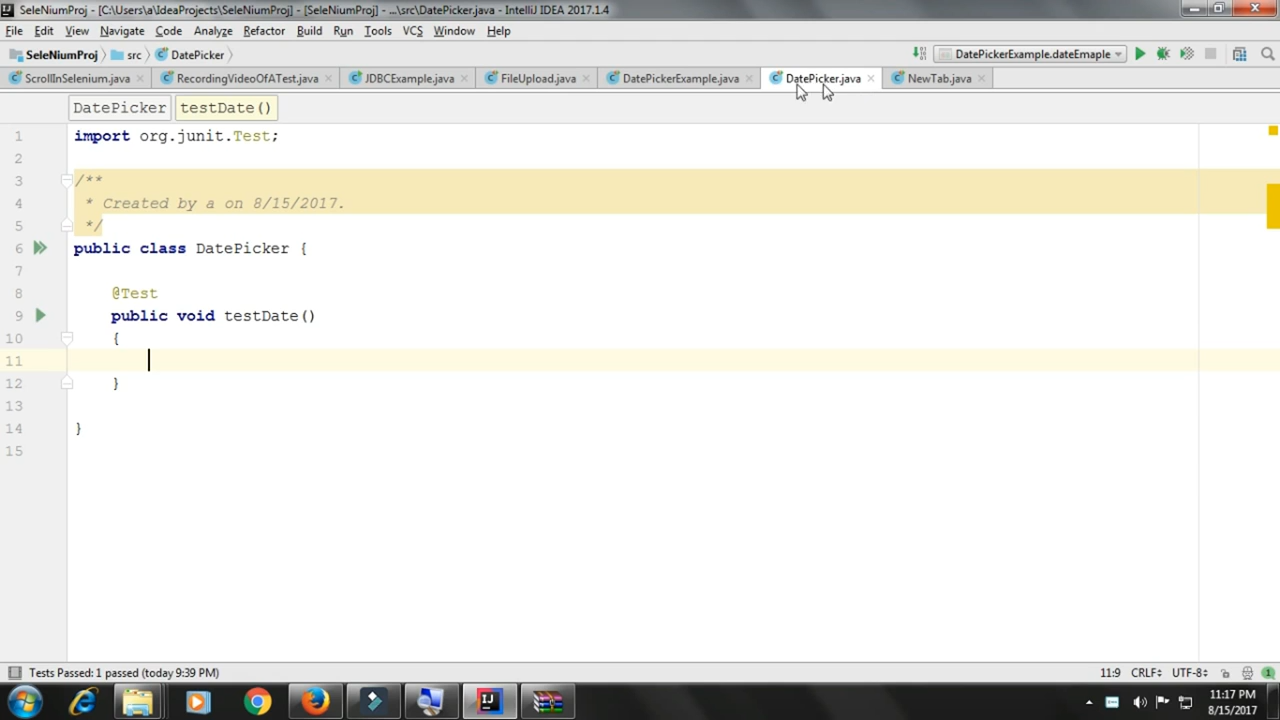 SeleNiumProj - [C:\Users\a\IdeaProjects\SeleNiumProj] - [SeleNiumProj] - ...\src\DatePicker.java - IntelliJ IDEA 2017.1.4
File Edit View Navigate Code Analyze Refactor Build Run Tools VCS Window Help
SeleNiumProj src DatePicker DatePickerExample.dateEmaple
ScrollInSelenium.java RecordingVideoOfATest.java JDBCExample.java FileUpload.java DatePickerExample.java DatePicker.java NewTab.java
DatePicker testDate()
1 import org.junit.Test;
2
3 /**
4 * Created by a on 8/15/2017.
5 */
6 public class DatePicker {
7
8 @Test
9 public void testDate()
10 {
11
12 }
13
14 }
15
Tests Passed: 1 passed (today 9:39 PM) 11:9 CRLF÷ UTF-8÷ 1
11:17 PM
8/15/2017